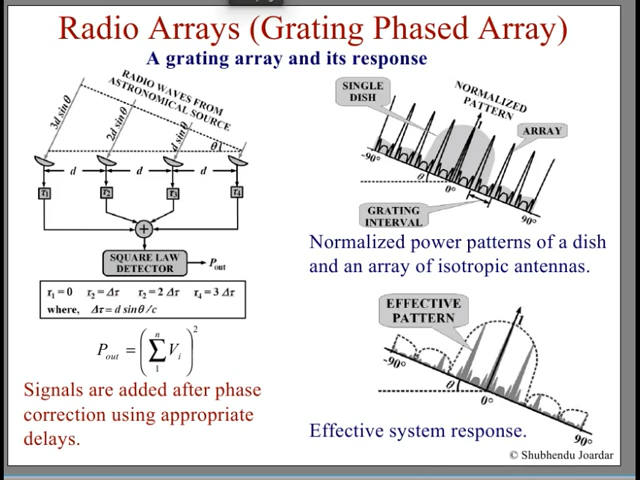 Radio Arrays (Grating Phased Array)
A grating array and its response
RADIO WAVES FROM
ASTRONOMICAL SOURCE
3d sinθ
2d sinθ
d sinθ
θ
d
d
d
τ1
τ2
τ3
τ4
+
SQUARE LAW
DETECTOR
Pout
τ1 = 0 τ2 = Δτ τ2 = 2 Δτ τ4 = 3 Δτ
where, Δτ = d sinθ /c
Pout = (∑ Vi)²
n
1
Signals are added after phase
correction using appropriate
delays.
SINGLE
DISH
NORMALIZED
PATTERN
ARRAY
-90°
θ
0°
90°
GRATING
INTERVAL
Normalized power patterns of a dish
and an array of isotropic antennas.
EFFECTIVE
PATTERN
1
-90°
θ
0°
90°
Effective system response.
© Shubhendu Joardar